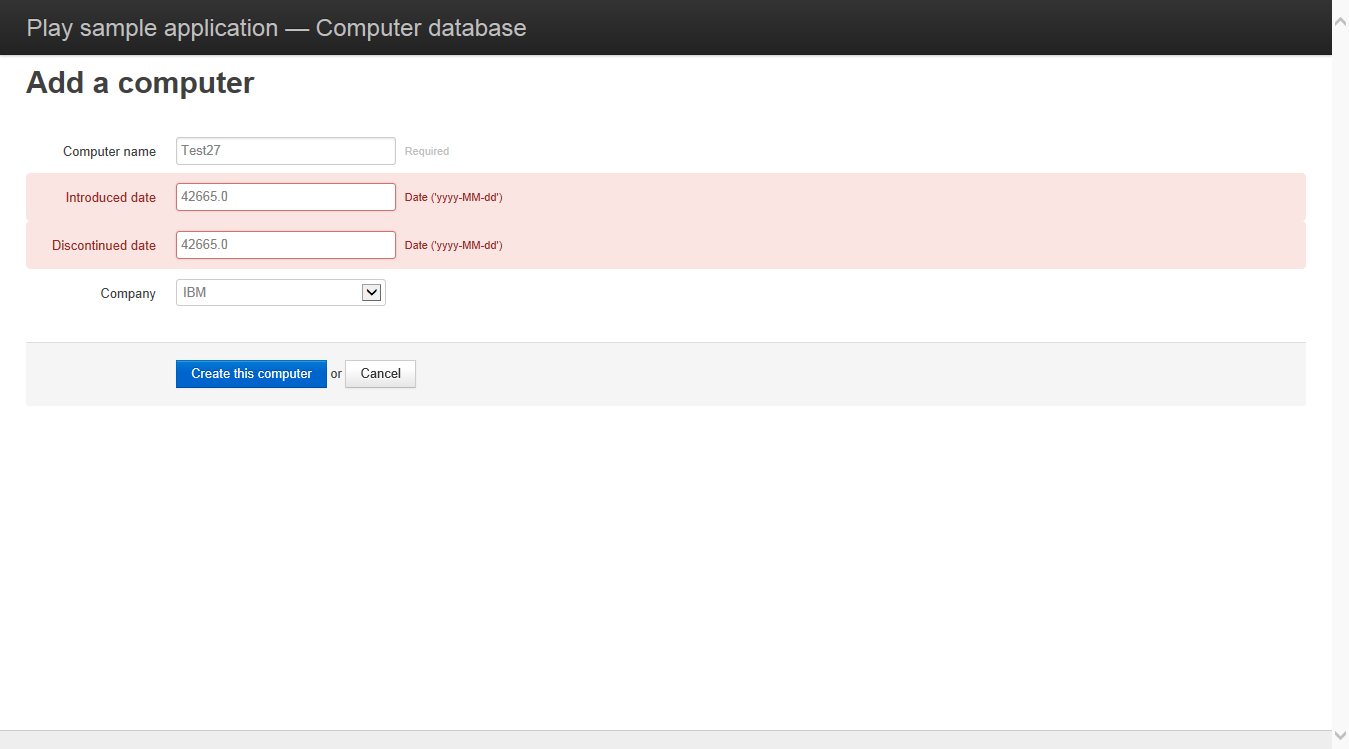 Play sample application — Computer database
Add a computer
Computer name Test27 Required
Introduced date 42665.0 Date ('yyyy-MM-dd')
Discontinued date 42665.0 Date ('yyyy-MM-dd')
Company IBM
Create this computer or Cancel